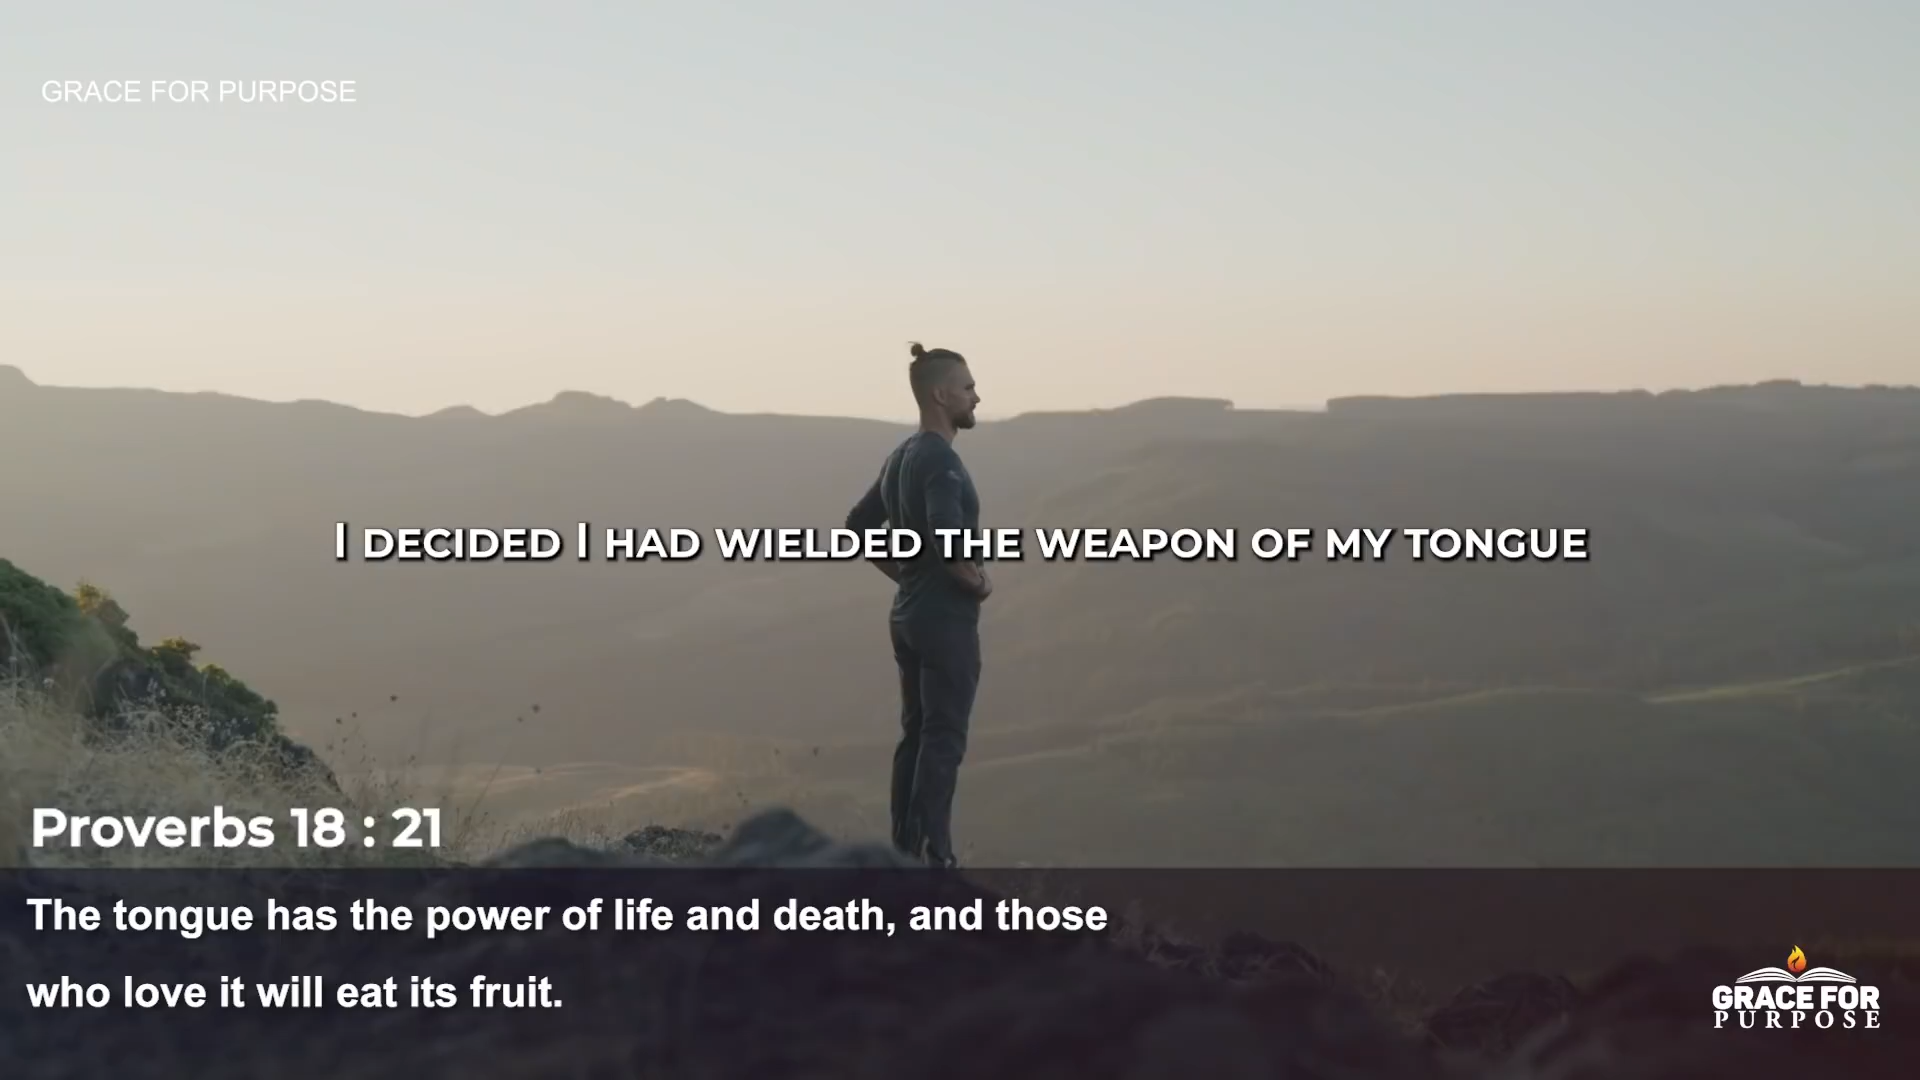 GRACE FOR PURPOSE
I DECIDED I HAD WIELDED THE WEAPON OF MY TONGUE
Proverbs 18 : 21
The tongue has the power of life and death, and those
who love it will eat its fruit.
GRACE FOR
PURPOSE